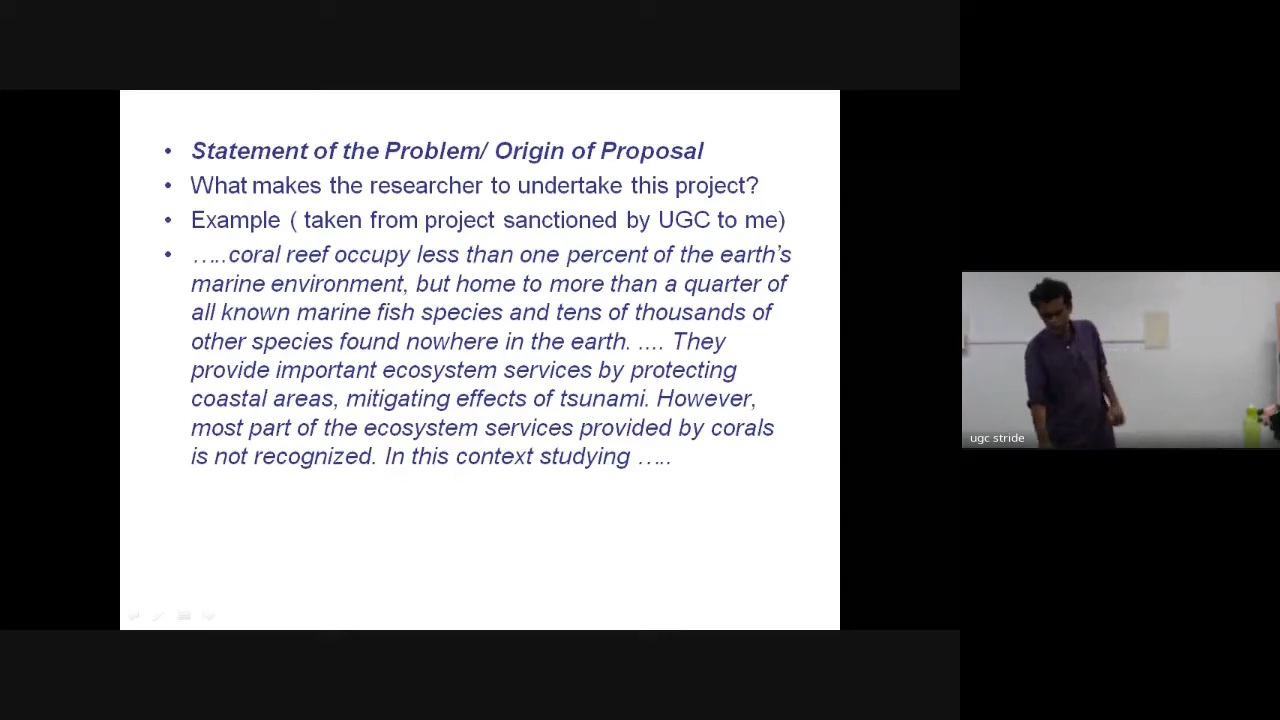 • Statement of the Problem/ Origin of Proposal
• What makes the researcher to undertake this project?
• Example ( taken from project sanctioned by UGC to me)
• …..coral reef occupy less than one percent of the earth's
marine environment, but home to more than a quarter of
all known marine fish species and tens of thousands of
other species found nowhere in the earth. .... They
provide important ecosystem services by protecting
coastal areas, mitigating effects of tsunami. However,
most part of the ecosystem services provided by corals
is not recognized. In this context studying …..
ugc stride